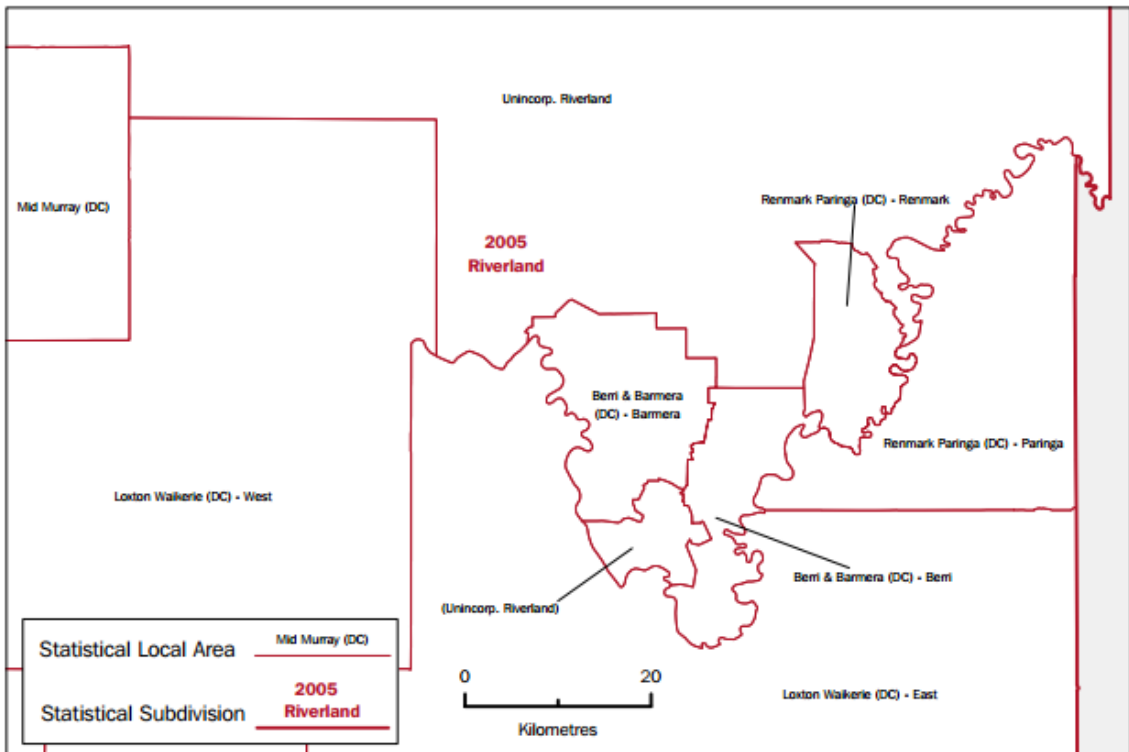 Unincorp. Riverland
Renmark Paringa (DC) - Renmark
Mid Murray (DC)
2005
Riverland
Berri & Barmera
(DC) - Barmera
Renmark Paringa (DC) - Paringa
Loxton Waikerie (DC) - West
Berri & Barmera (DC) - Berri
(Unincorp. Riverland)
Loxton Waikerie (DC) - East
Statistical Local Area
Mid Murray (DC)
2005
Riverland
Statistical Subdivision
0
20
Kilometres